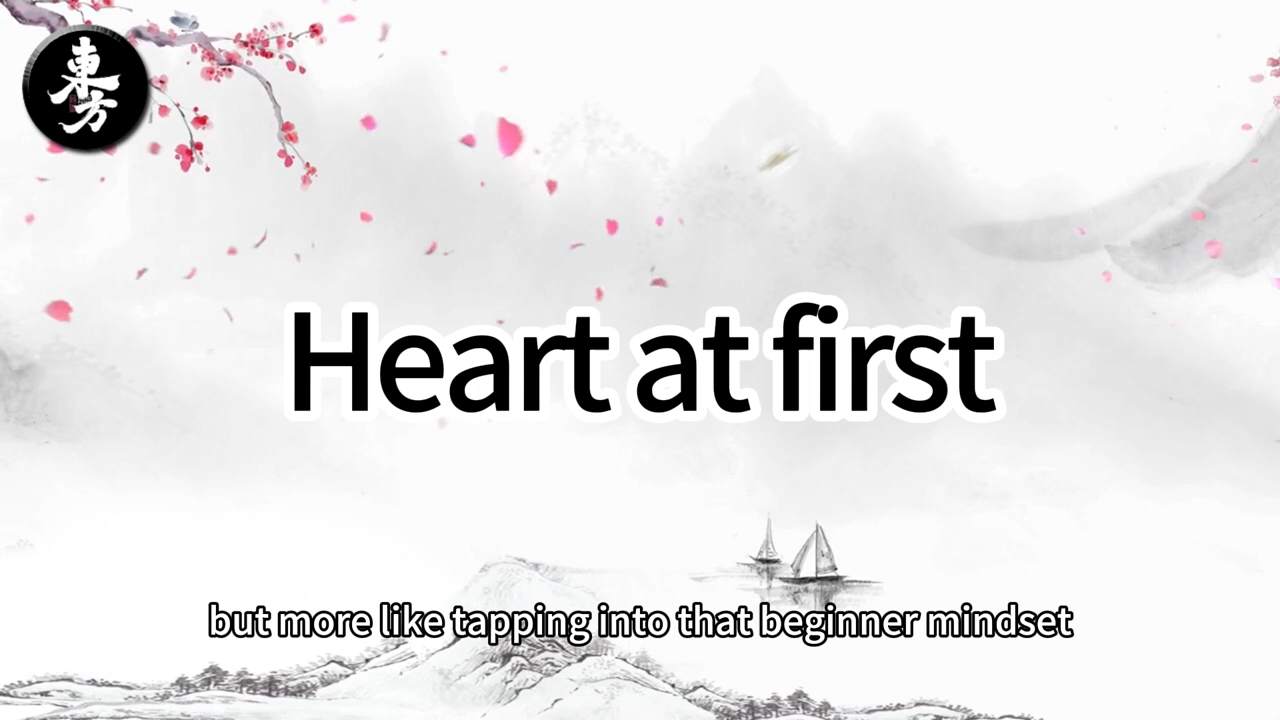 東方
Heart at first
but more like tapping into that beginner mindset